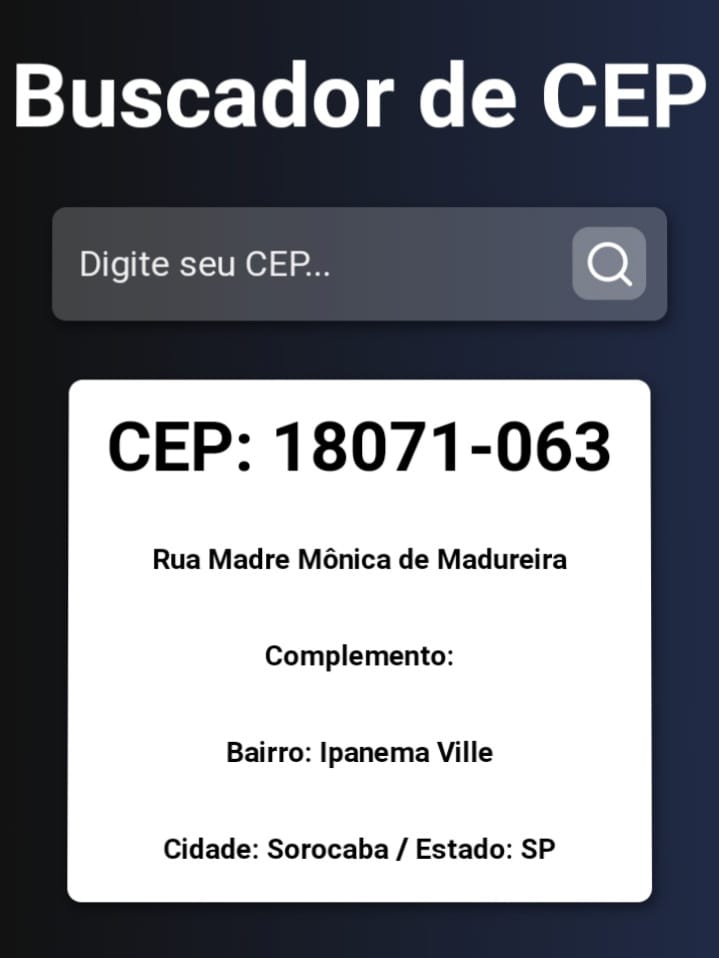 Buscador de CEP
Digite seu CEP...
CEP: 18071-063
Rua Madre Mônica de Madureira
Complemento:
Bairro: Ipanema Ville
Cidade: Sorocaba / Estado: SP